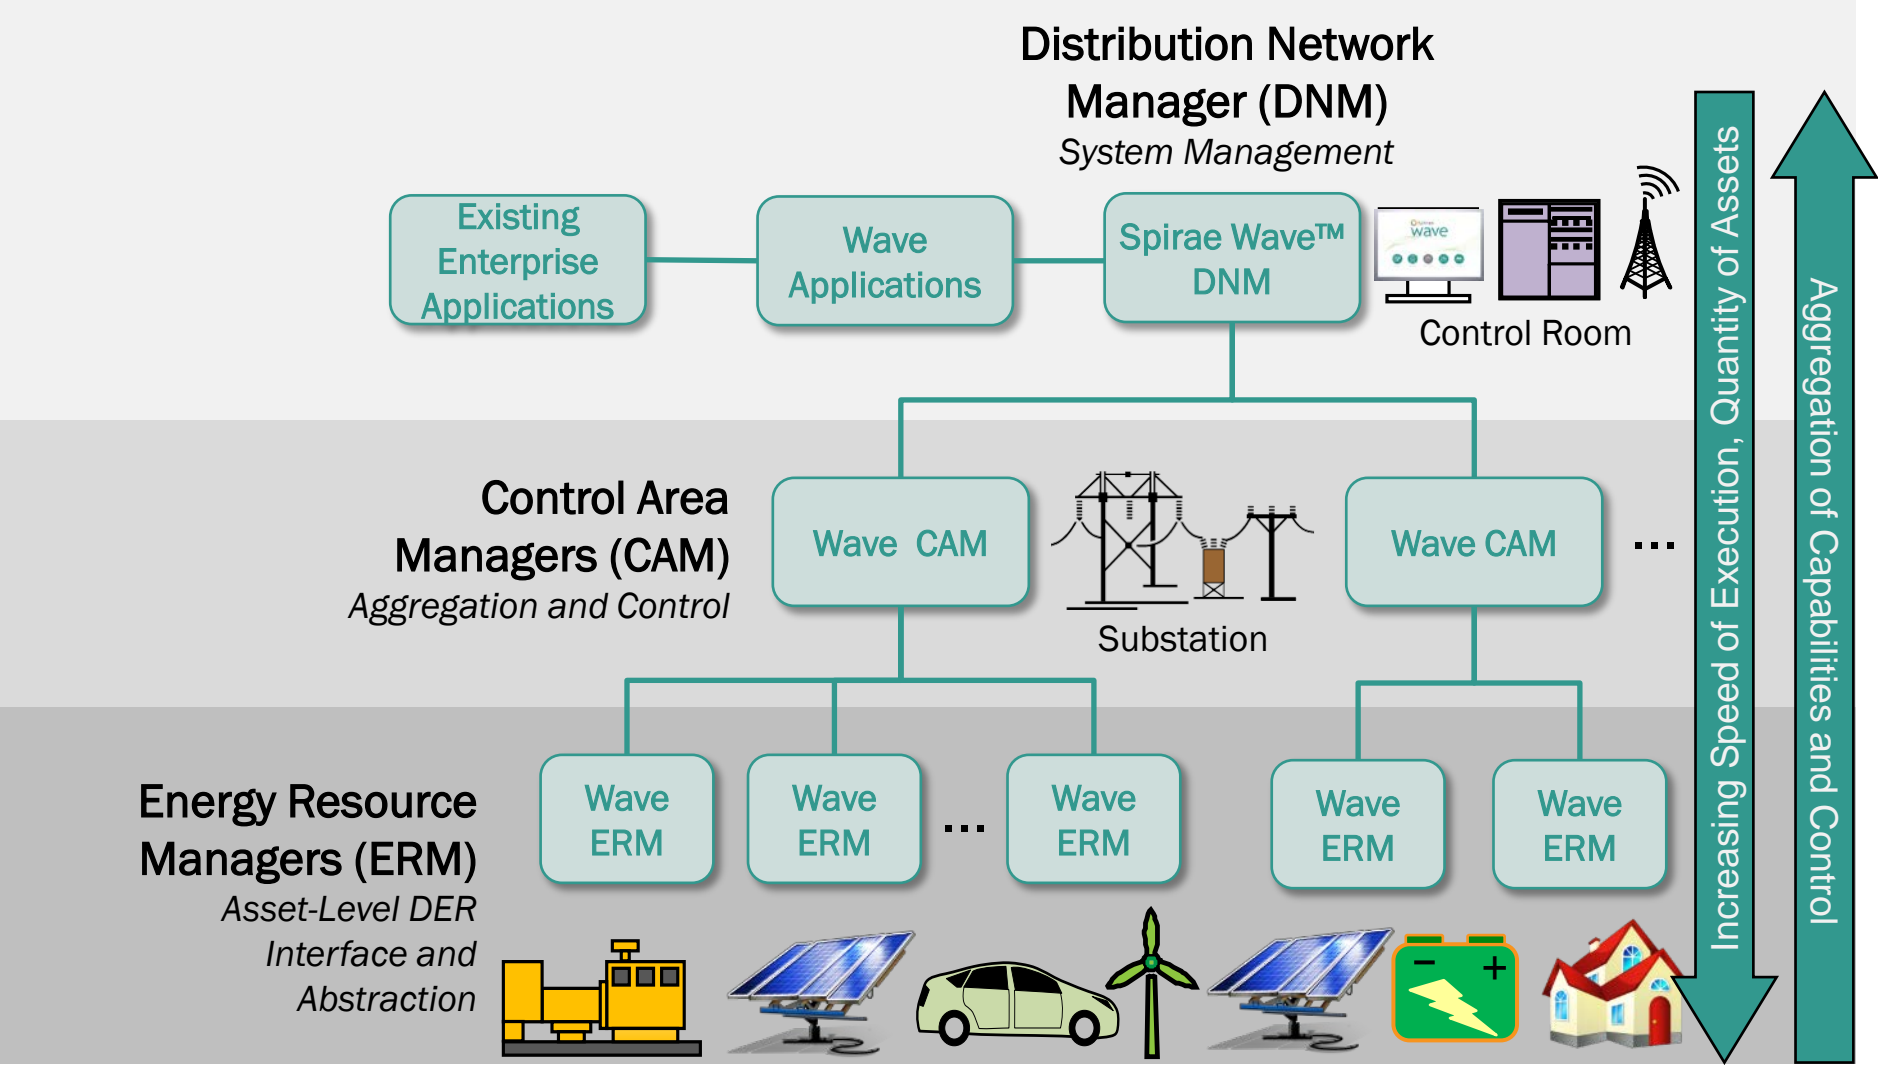 Distribution Network
Manager (DNM)
System Management
Existing
Enterprise
Applications
Wave
Applications
Spirae Wave™
DNM
wave
Control Room
Control Area
Managers (CAM)
Aggregation and Control
Wave CAM
Substation
Wave CAM
...
Energy Resource
Managers (ERM)
Asset-Level DER
Interface and
Abstraction
Wave
ERM
Wave
ERM
...
Wave
ERM
Wave
ERM
Wave
ERM
- +
Increasing Speed of Execution, Quantity of Assets
Aggregation of Capabilities and Control